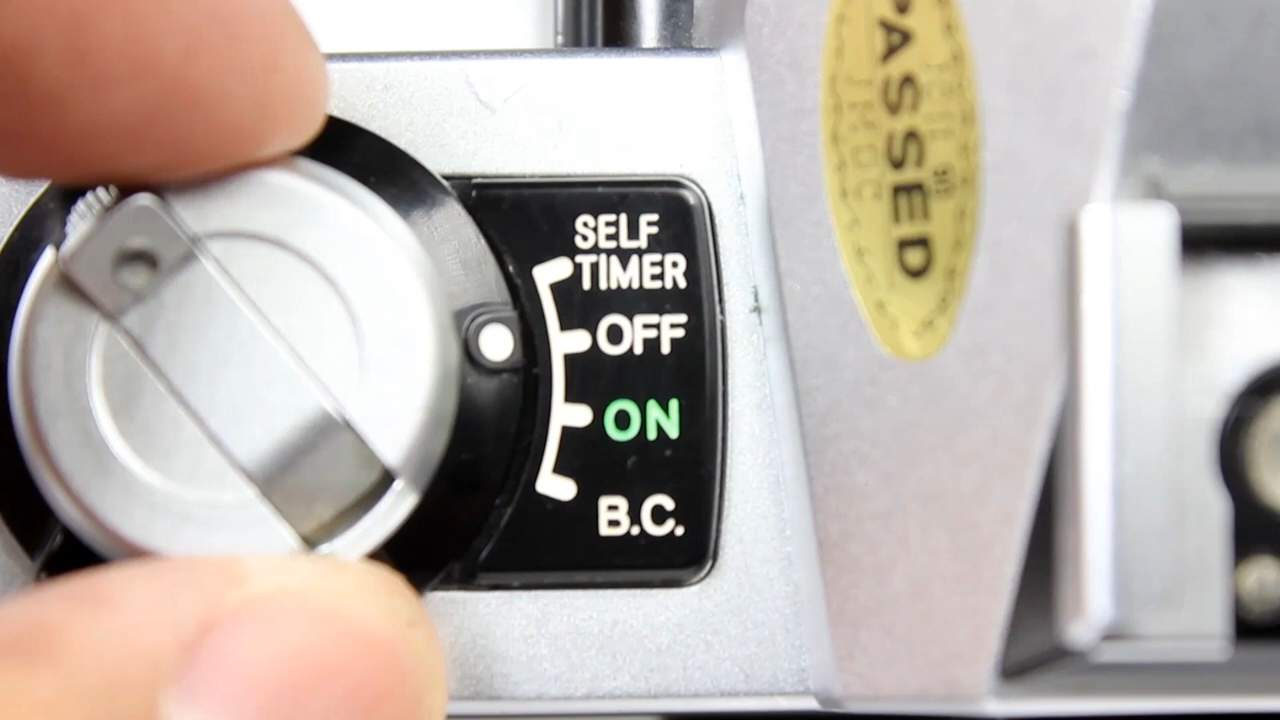 SELF
TIMER
OFF
ON
B.C.
PASSED